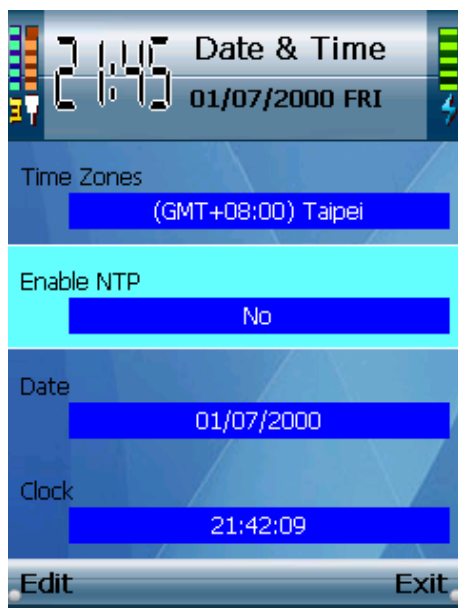 21:45 Date & Time
01/07/2000 FRI
Time Zones
(GMT+08:00) Taipei
Enable NTP
No
Date
01/07/2000
Clock
21:42:09
Edit Exit